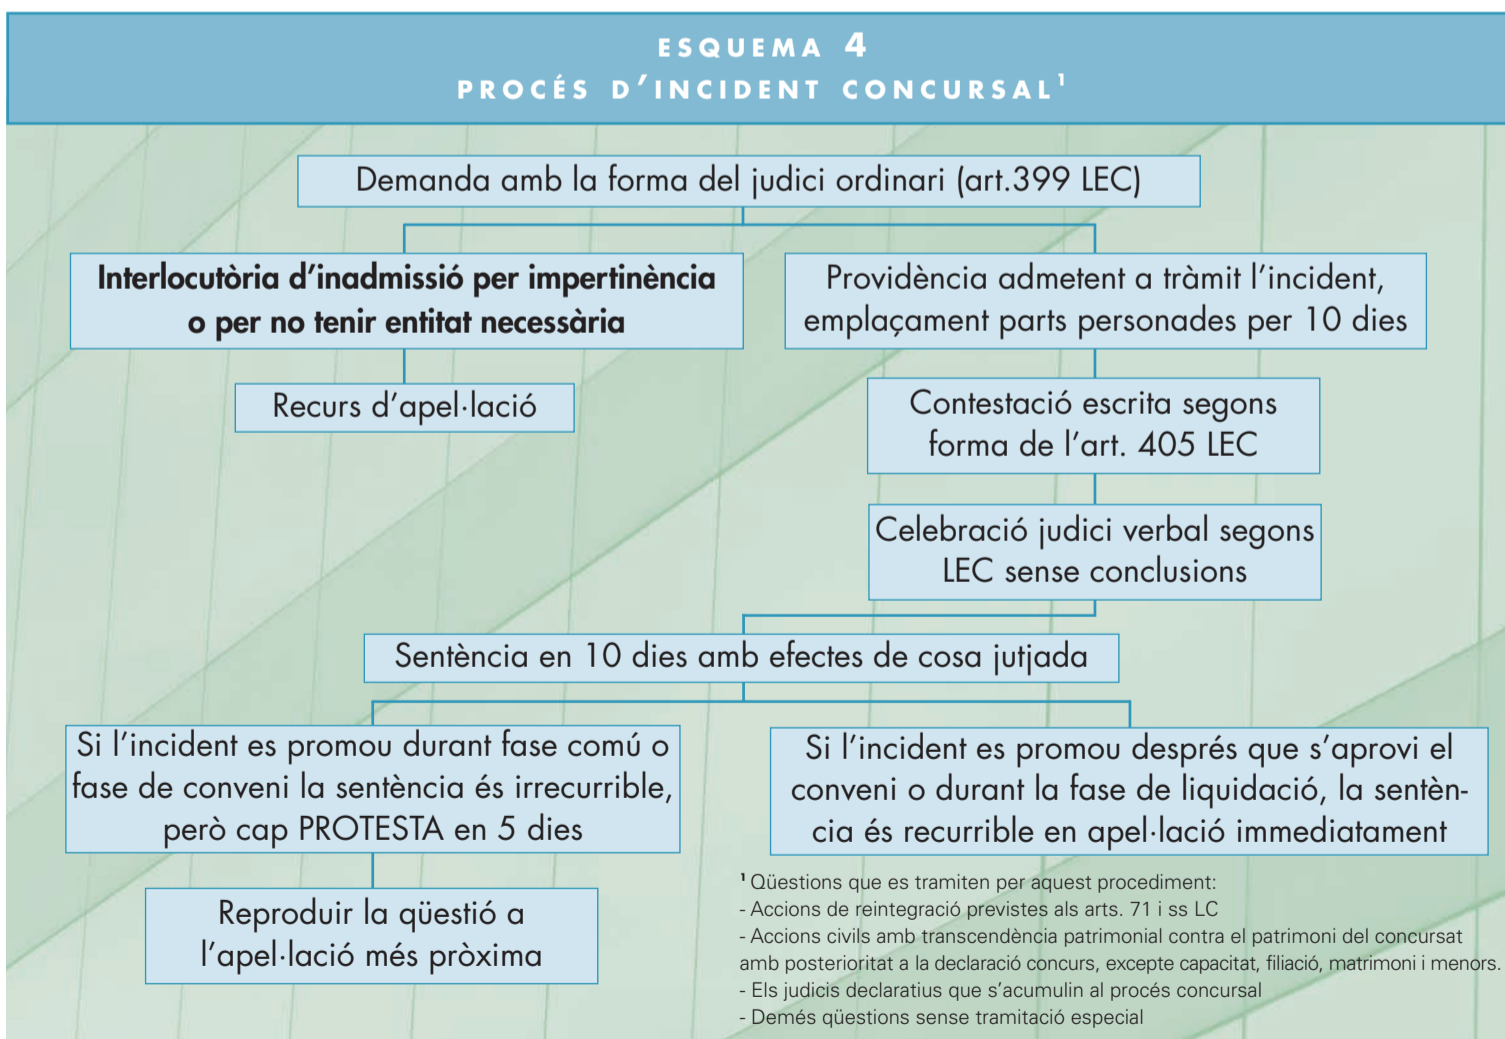 ESQUEMA 4
PROCÉS D'INCIDENT CONCURSAL¹
Demanda amb la forma del judici ordinari (art.399 LEC)
Interlocutòria d'inadmissió per impertinència
o per no tenir entitat necessària
Providència admetent a tràmit l'incident,
emplaçament parts personades per 10 dies
Recurs d'apel·lació
Contestació escrita segons
forma de l'art. 405 LEC
Celebració judici verbal segons
LEC sense conclusions
Sentència en 10 dies amb efectes de cosa jutjada
Si l'incident es promou durant fase comú o
fase de conveni la sentència és irrecurrible,
però cap PROTESTA en 5 dies
Si l'incident es promou després que s'aprovi el
conveni o durant la fase de liquidació, la sentèn-
cia és recurrible en apel·lació immediatament
Reproduir la qüestió a
l'apel·lació més pròxima
¹ Qüestions que es tramiten per aquest procediment:
- Accions de reintegració previstes als arts. 71 i ss LC
- Accions civils amb transcendència patrimonial contra el patrimoni del concursat
amb posterioritat a la declaració concurs, excepte capacitat, filiació, matrimoni i menors.
- Els judicis declaratius que s'acumulin al procés concursal
- Demés qüestions sense tramitació especial